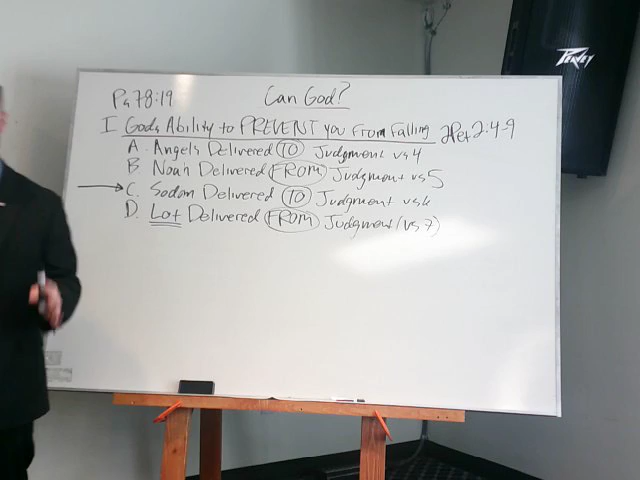 Ps 78:19
Can God?
I Gods Ability to PREVENT you From Falling 2Pet 2:4-9
A. Angels Delivered TO Judgment vs 4
B. Noah Delivered FROM Judgment vs 5
C. Sodom Delivered TO Judgment vs 6
D. Lot Delivered FROM Judgment (vs 7)
PEAVEY